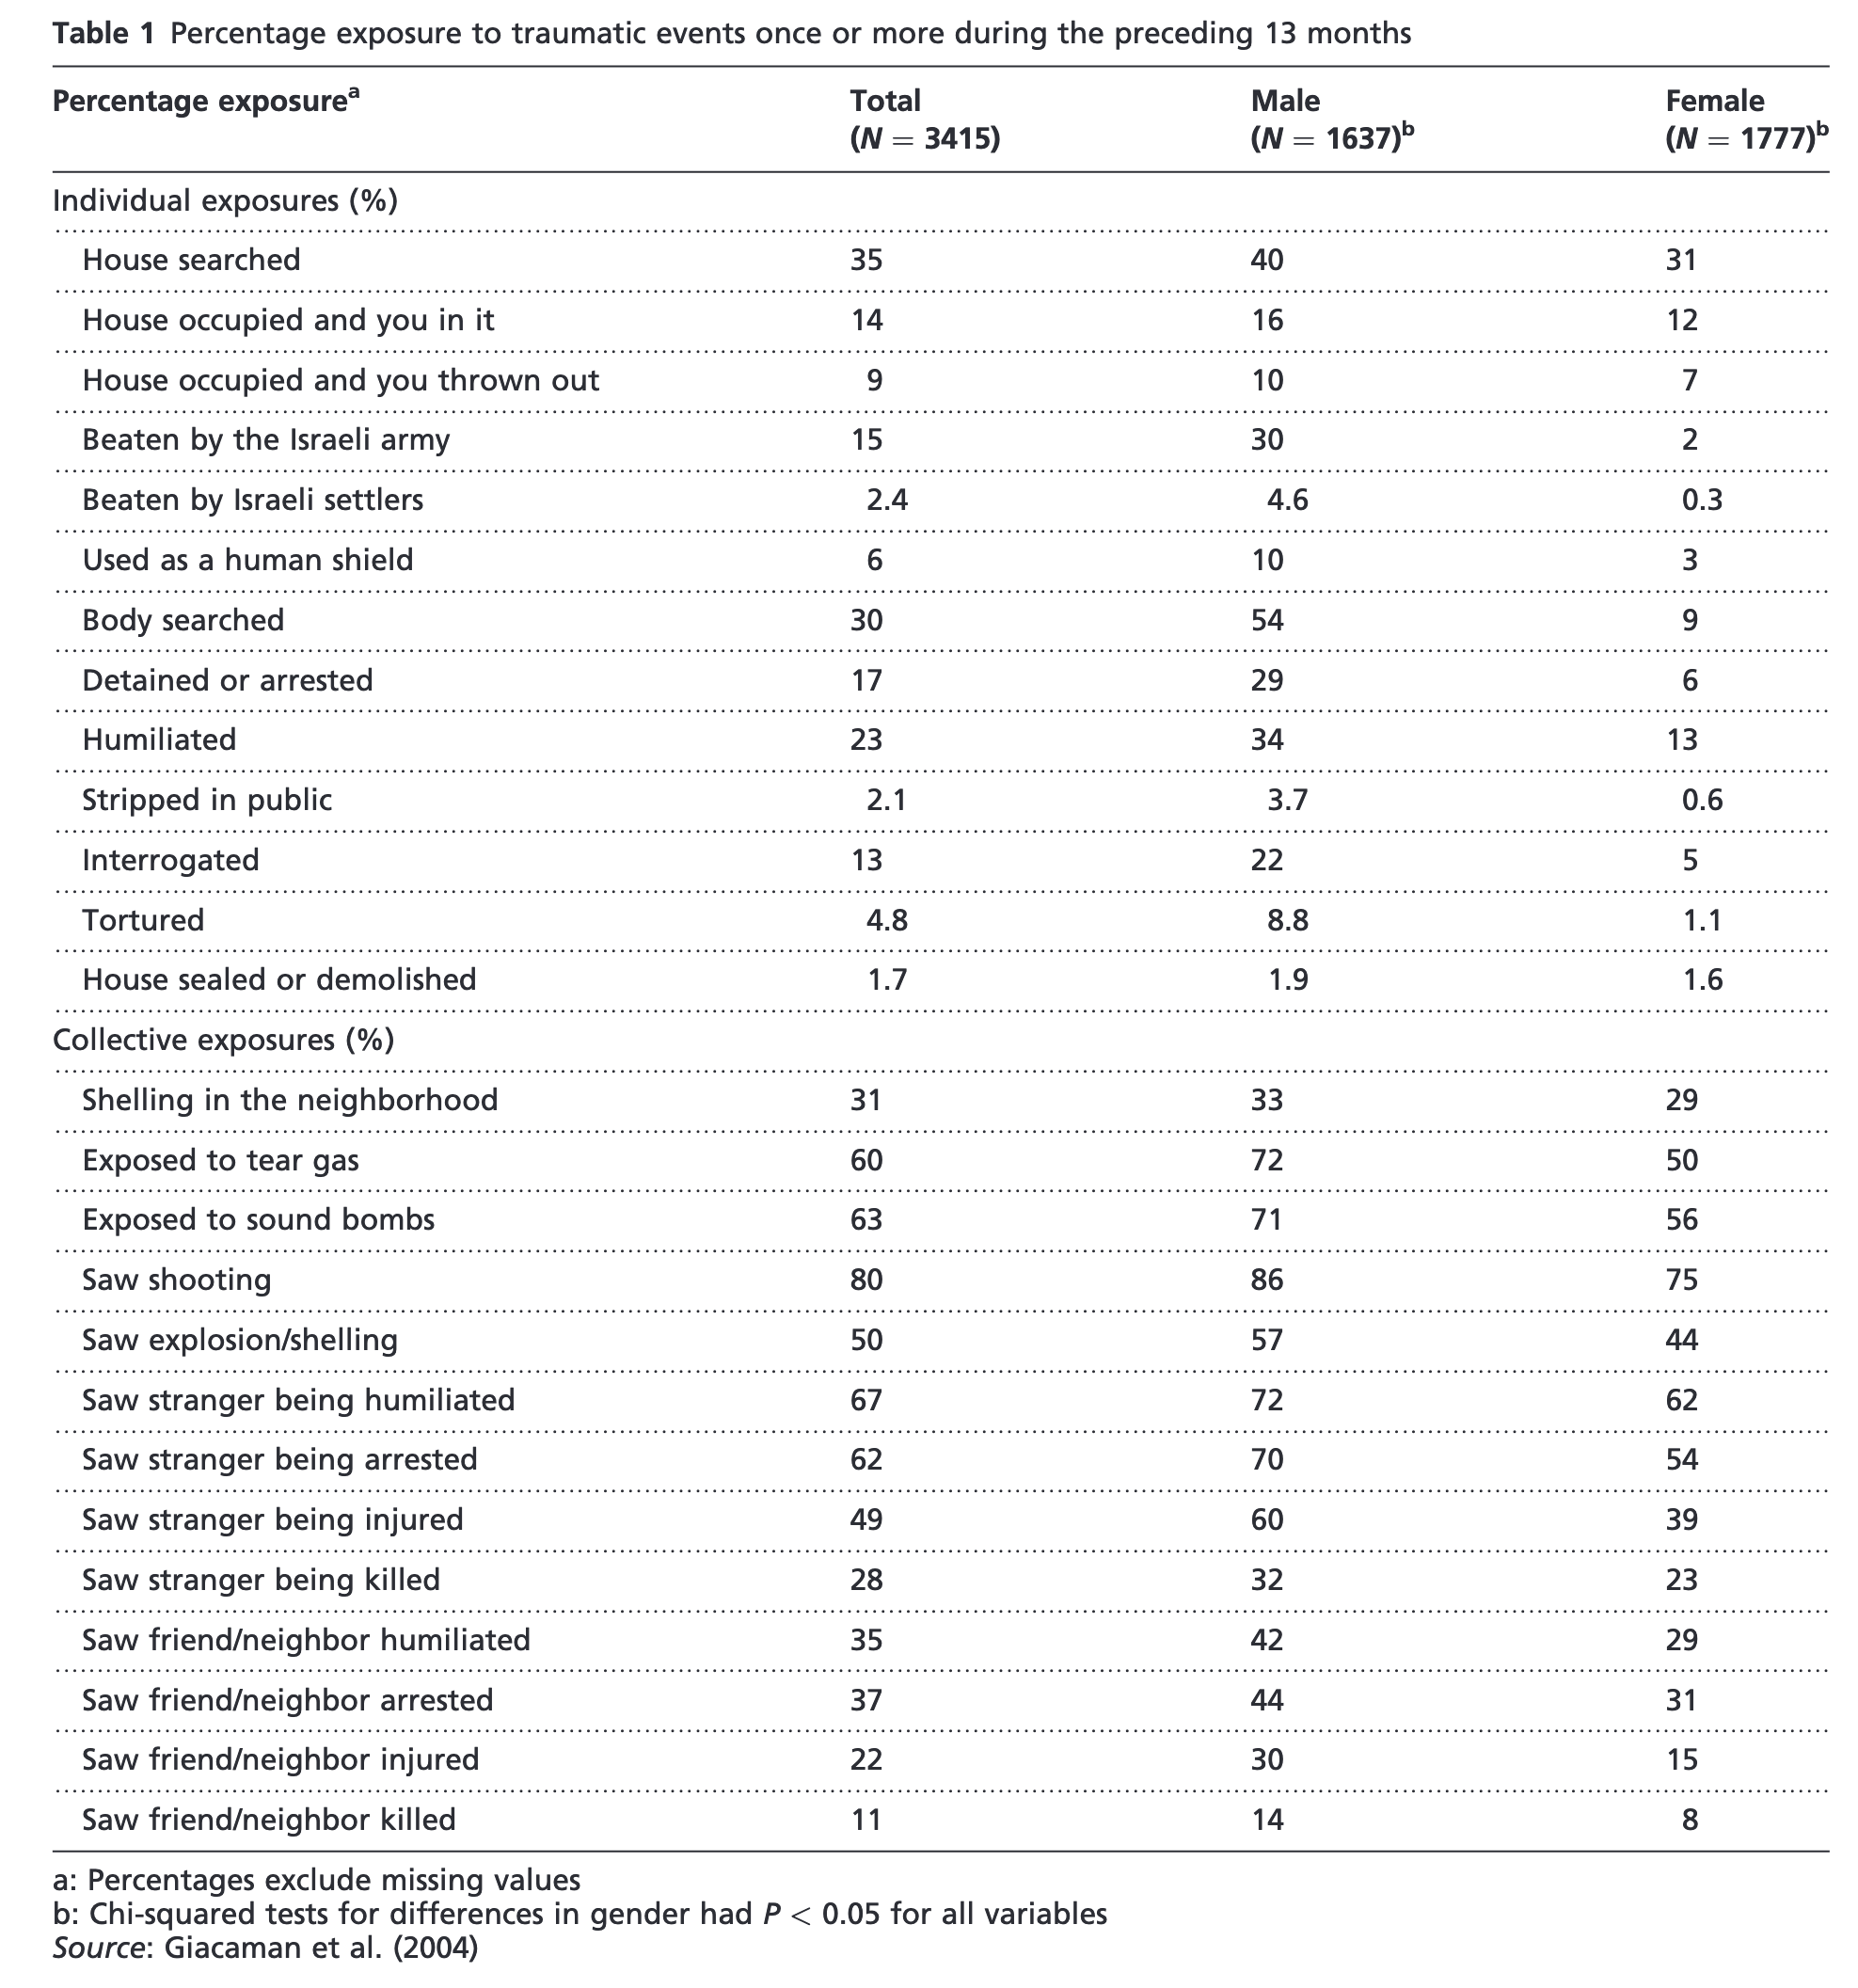 Table 1 Percentage exposure to traumatic events once or more during the preceding 13 months
Percentage exposureᵃ Total Male Female
(N = 3415) (N = 1637)ᵇ (N = 1777)ᵇ
Individual exposures (%)
House searched 35 40 31
House occupied and you in it 14 16 12
House occupied and you thrown out 9 10 7
Beaten by the Israeli army 15 30 2
Beaten by Israeli settlers 2.4 4.6 0.3
Used as a human shield 6 10 3
Body searched 30 54 9
Detained or arrested 17 29 6
Humiliated 23 34 13
Stripped in public 2.1 3.7 0.6
Interrogated 13 22 5
Tortured 4.8 8.8 1.1
House sealed or demolished 1.7 1.9 1.6
Collective exposures (%)
Shelling in the neighborhood 31 33 29
Exposed to tear gas 60 72 50
Exposed to sound bombs 63 71 56
Saw shooting 80 86 75
Saw explosion/shelling 50 57 44
Saw stranger being humiliated 67 72 62
Saw stranger being arrested 62 70 54
Saw stranger being injured 49 60 39
Saw stranger being killed 28 32 23
Saw friend/neighbor humiliated 35 42 29
Saw friend/neighbor arrested 37 44 31
Saw friend/neighbor injured 22 30 15
Saw friend/neighbor killed 11 14 8
a: Percentages exclude missing values
b: Chi-squared tests for differences in gender had P < 0.05 for all variables
Source: Giacaman et al. (2004)